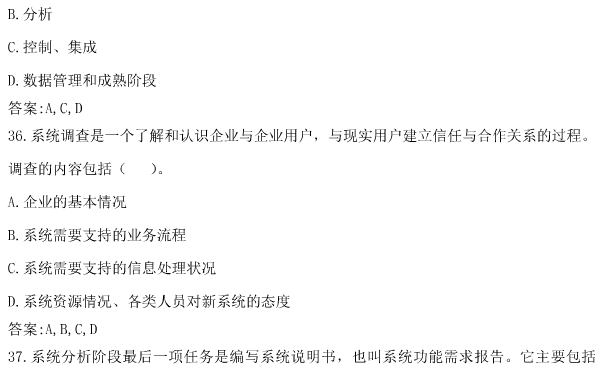 B.分析
C.控制、集成
D.数据管理和成熟阶段
答案:A,C,D
36.系统调查是一个了解和认识企业与企业用户，与现实用户建立信任与合作关系的过程。
调查的内容包括（　　）。
A.企业的基本情况
B.系统需要支持的业务流程
C.系统需要支持的信息处理状况
D.系统资源情况、各类人员对新系统的态度
答案:A,B,C,D
37.系统分析阶段最后一项任务是编写系统说明书，也叫系统功能需求报告。它主要包括